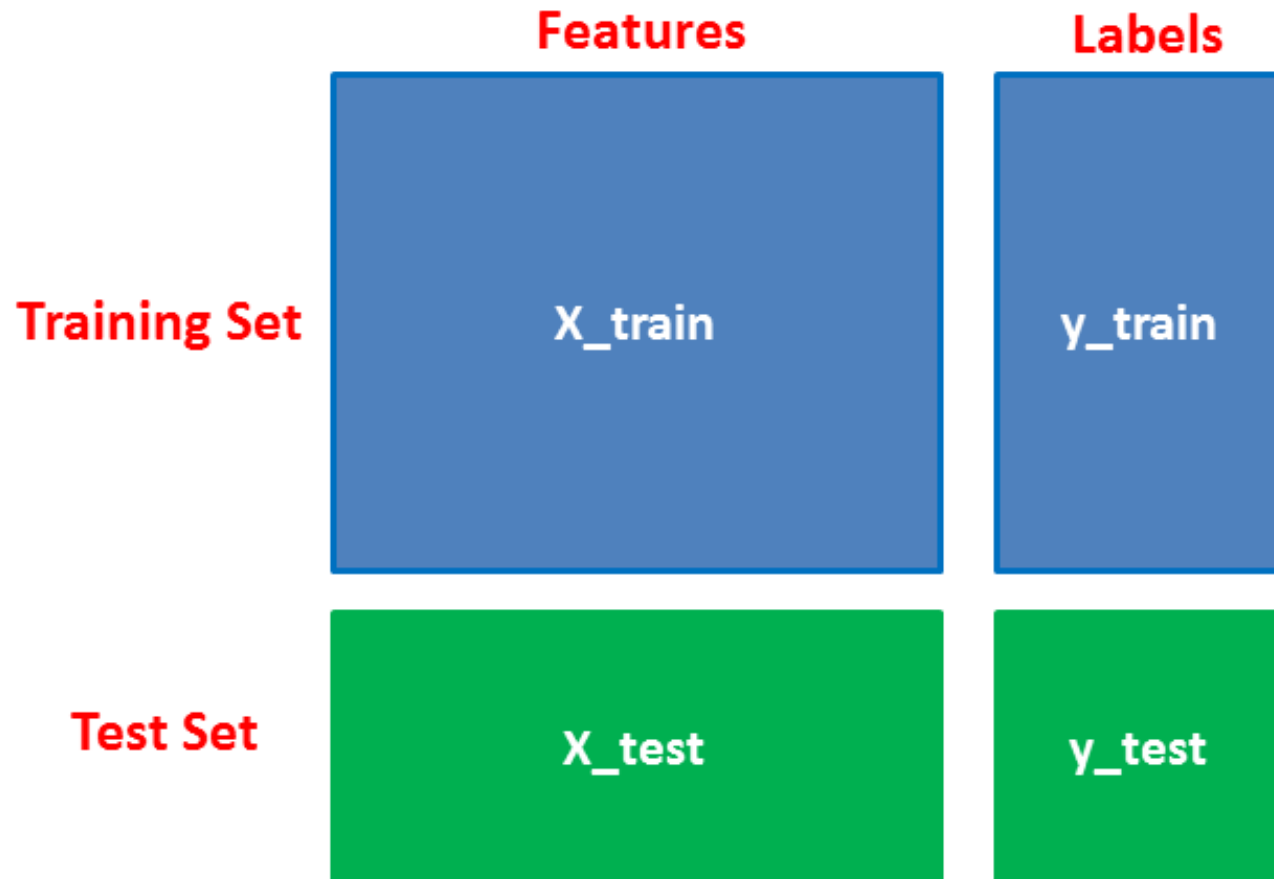 Features
Labels
Training Set
X_train
y_train
Test Set
X_test
y_test